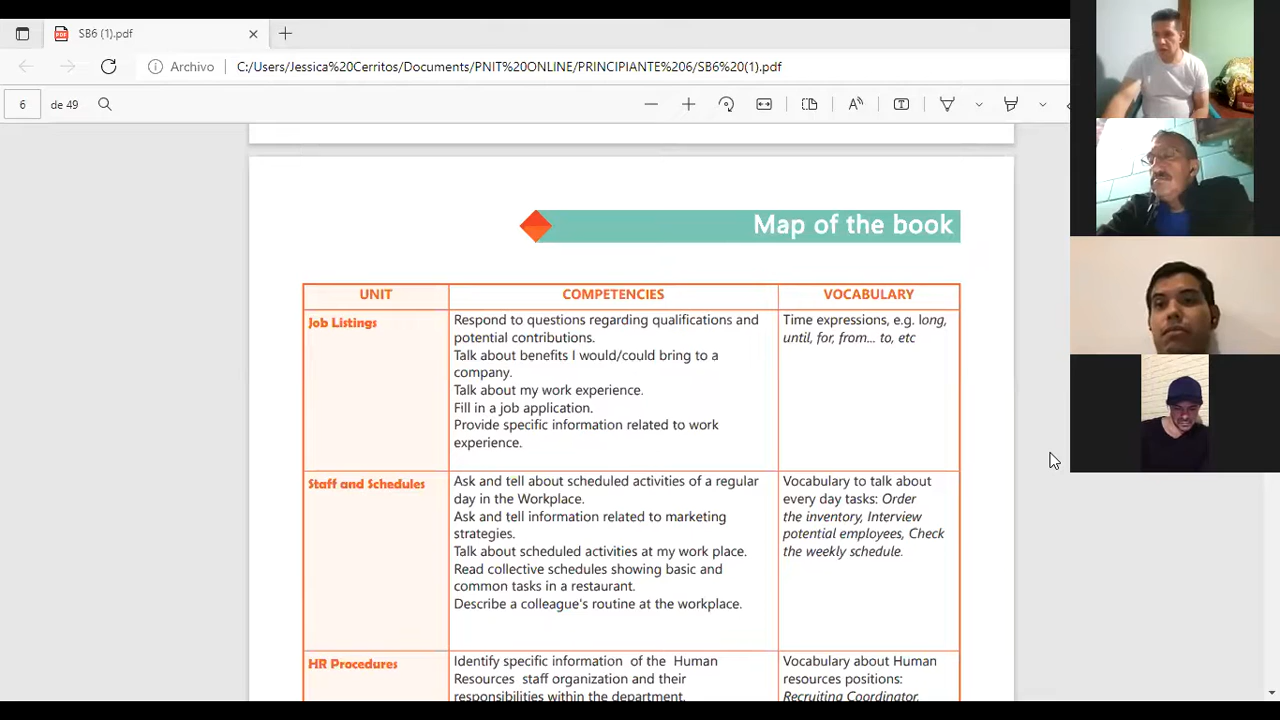 SB6 (1).pdf
Archivo
C:/Users/Jessica%20Cerritos/Documents/PNIT%20ONLINE/PRINCIPIANTE%206/SB6%20(1).pdf
6 de 49
Map of the book
UNIT COMPETENCIES VOCABULARY
Job Listings
Respond to questions regarding qualifications and
potential contributions.
Talk about benefits I would/could bring to a
company.
Talk about my work experience.
Fill in a job application.
Provide specific information related to work
experience.
Time expressions, e.g. long,
until, for, from... to, etc
Staff and Schedules
Ask and tell about scheduled activities of a regular
day in the Workplace.
Ask and tell information related to marketing
strategies.
Talk about scheduled activities at my work place.
Read collective schedules showing basic and
common tasks in a restaurant.
Describe a colleague's routine at the workplace.
Vocabulary to talk about
every day tasks: Order
the inventory, Interview
potential employees, Check
the weekly schedule.
HR Procedures
Identify specific information of the Human
Resources staff organization and their
responsibilities within the department.
Vocabulary about Human
resources positions:
Recruiting Coordinator,